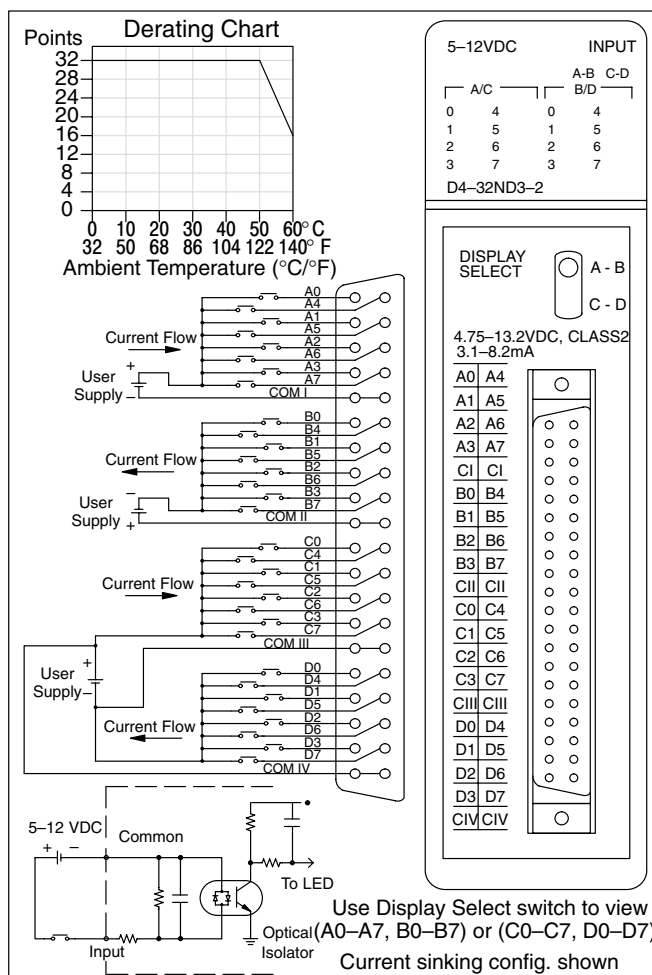 Derating Chart
Points
32
28
24
20
16
12
8
4
0
0 10 20 30 40 50 60°C
32 50 68 86 104 122 140° F
Ambient Temperature (°C/°F)
A0
A4
A1
Current Flow
A5
A2
A6
A3
+
User
Supply
–
A7
COM I
B0
B4
B1
B5
Current Flow
B2
B6
–
B3
User
Supply
+
B7
COM II
C0
C4
C1
C5
Current Flow
C2
C6
C3
C7
COM III
+
User
Supply
–
D0
D4
D1
D5
D2
Current Flow
D6
D3
D7
COM IV
5–12 VDC
+ –
Common
To LED
Optical
Isolator
Input
5–12VDC INPUT
A-B C-D
A/C B/D
0 4 0 4
1 5 1 5
2 6 2 6
3 7 3 7
D4–32ND3–2
DISPLAY
SELECT
A - B
C - D
4.75–13.2VDC, CLASS2
3.1–8.2mA
A0 A4
A1 A5
A2 A6
A3 A7
CI CI
B0 B4
B1 B5
B2 B6
B3 B7
CII CII
C0 C4
C1 C5
C2 C6
C3 C7
CIII CIII
D0 D4
D1 D5
D2 D6
D3 D7
CIV CIV
Use Display Select switch to view
(A0–A7, B0–B7) or (C0–C7, D0–D7)
Current sinking config. shown